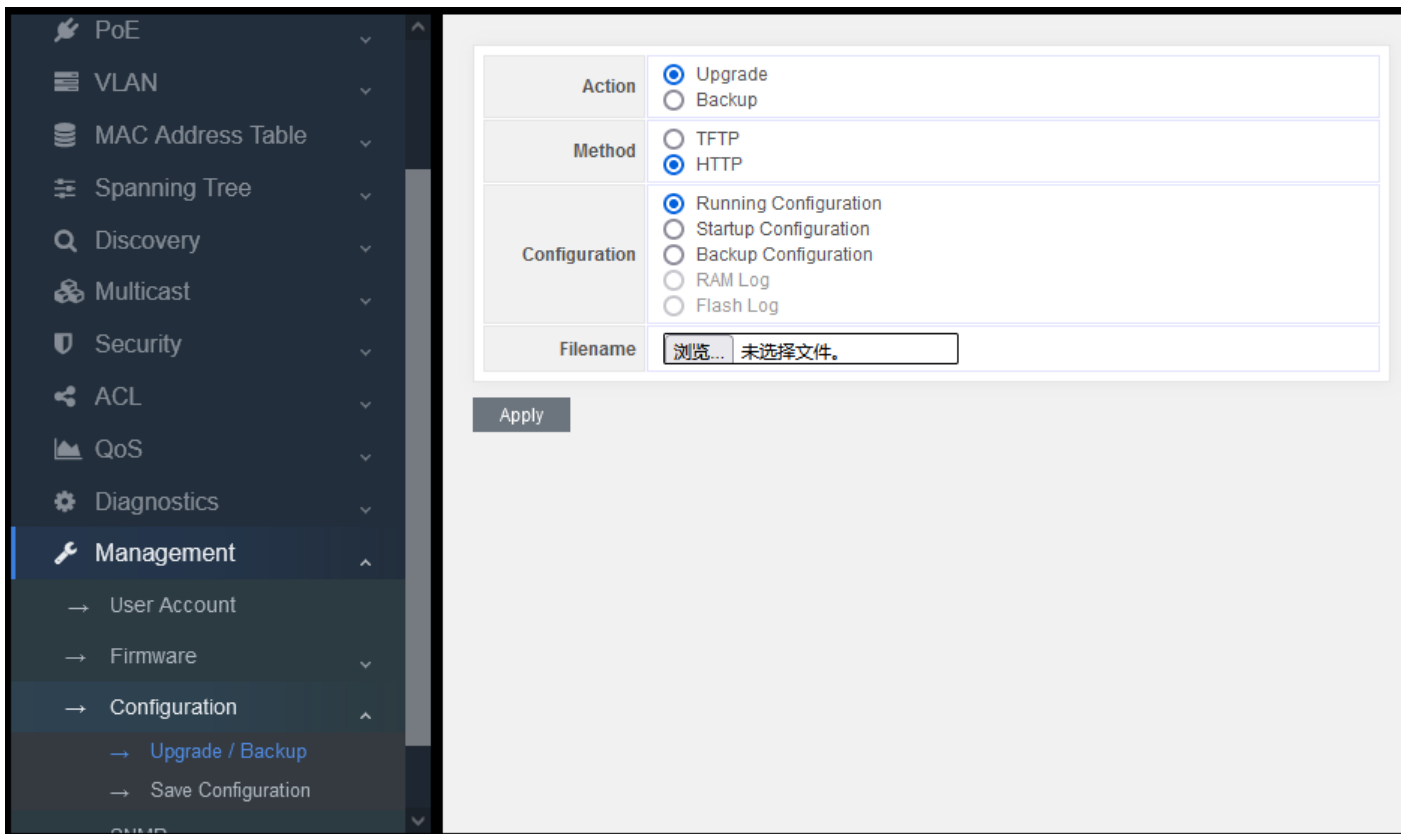 PoE
VLAN
MAC Address Table
Spanning Tree
Discovery
Multicast
Security
ACL
QoS
Diagnostics
Management
→ User Account
→ Firmware
→ Configuration
→ Upgrade / Backup
→ Save Configuration
SNMP
Action
Upgrade
Backup
Method
TFTP
HTTP
Configuration
Running Configuration
Startup Configuration
Backup Configuration
RAM Log
Flash Log
Filename
浏览... 未选择文件。
Apply